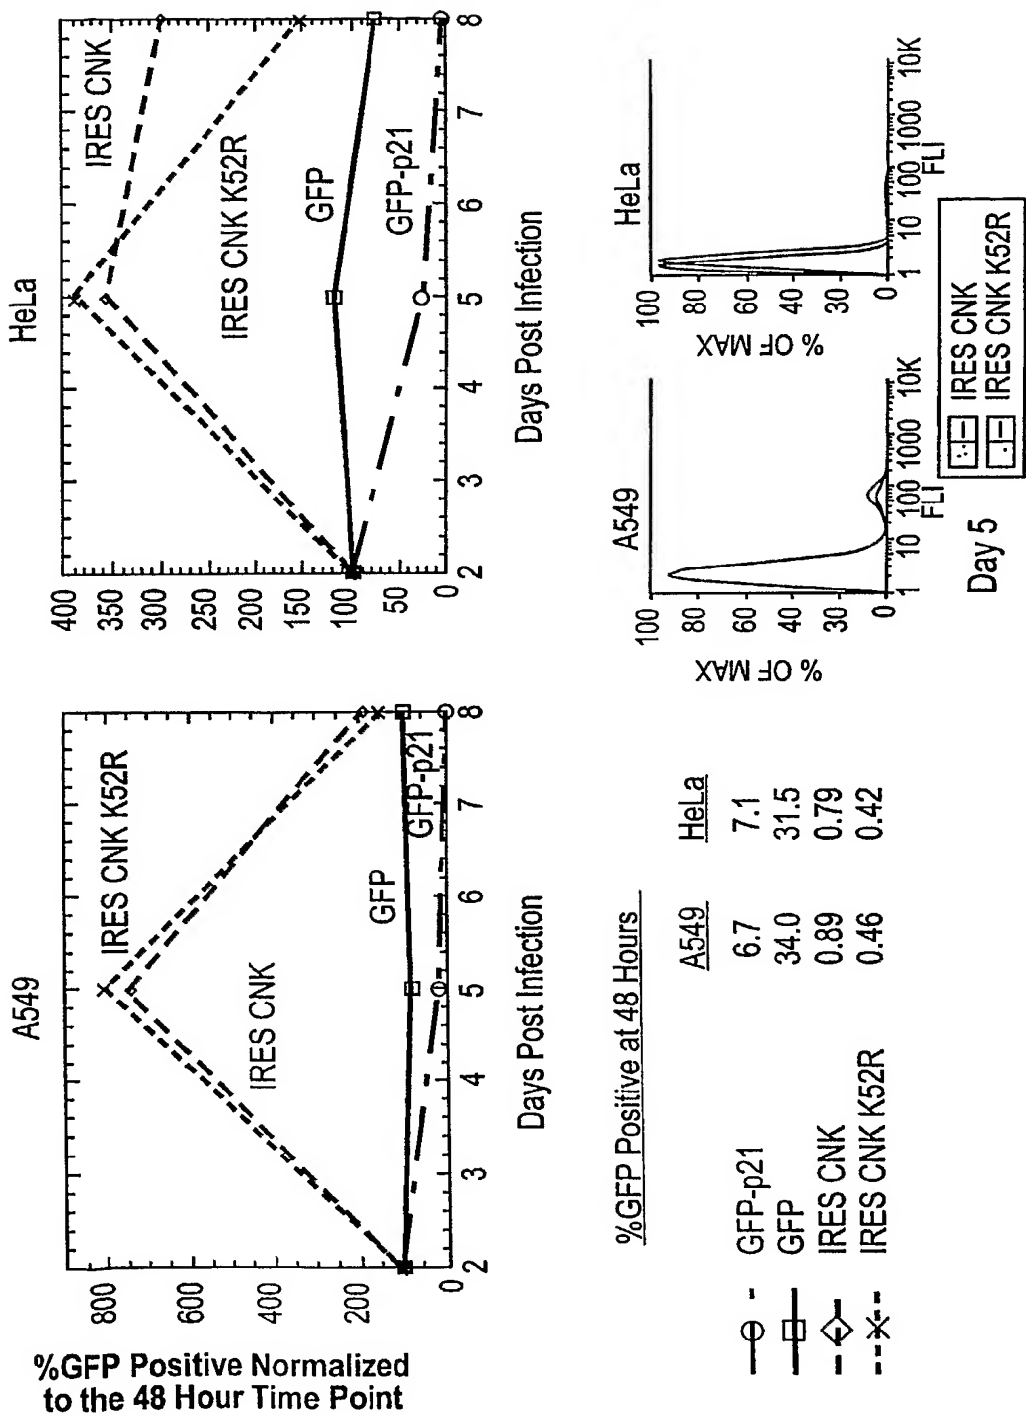 A549
%GFP Positive Normalized
to the 48 Hour Time Point
800
600
400
200
0
IRES CNK K52R
IRES CNK
GFP
GFP-p21
2 3 4 5 6 7 8
Days Post Infection
HeLa
400
350
300
250
200
150
100
50
0
IRES CNK
IRES CNK K52R
GFP
GFP-p21
2 3 4 5 6 7 8
Days Post Infection
%GFP Positive at 48 Hours
A549 HeLa
GFP-p21 6.7 7.1
GFP 34.0 31.5
IRES CNK 0.89 0.79
IRES CNK K52R 0.46 0.42
A549
% OF MAX
100
80
60
40
30
0
1 10 100 1000 10K
FLI
HeLa
% OF MAX
100
80
60
40
30
0
1 10 100 1000 10K
FLI
Day 5
IRES CNK
IRES CNK K52R